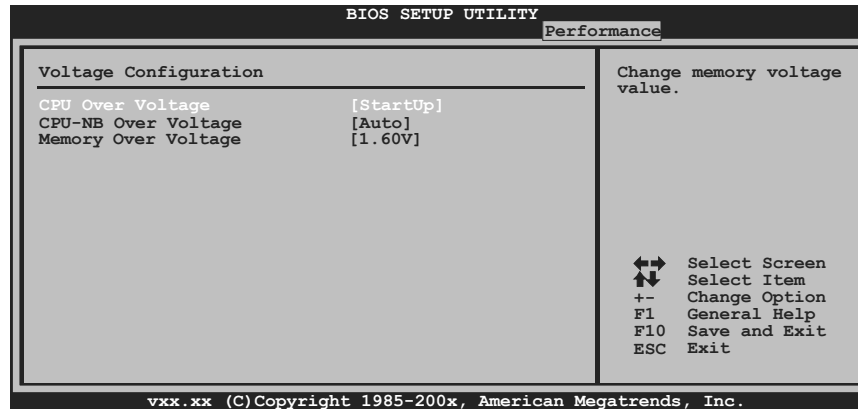 BIOS SETUP UTILITY
Performance
Voltage Configuration
CPU Over Voltage [StartUp]
CPU-NB Over Voltage [Auto]
Memory Over Voltage [1.60V]
Change memory voltage
value.
Select Screen
Select Item
+- Change Option
F1 General Help
F10 Save and Exit
ESC Exit
vxx.xx (C)Copyright 1985-200x, American Megatrends, Inc.